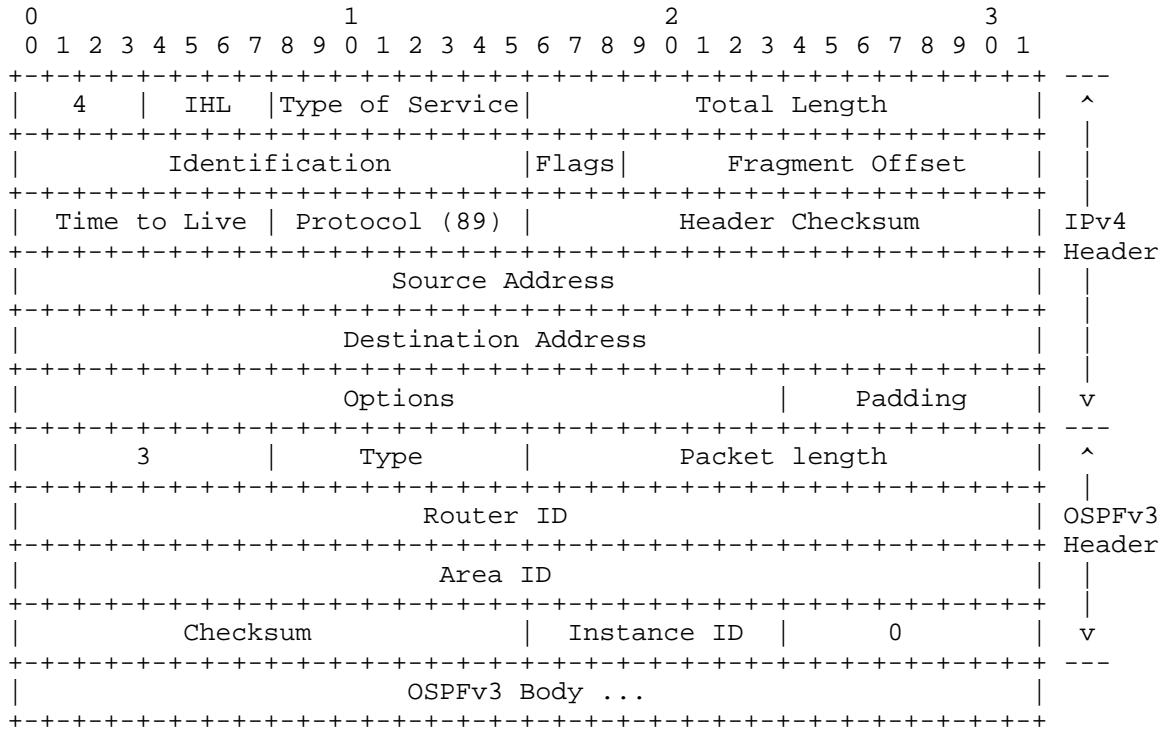 0                   1                   2                   3
 0 1 2 3 4 5 6 7 8 9 0 1 2 3 4 5 6 7 8 9 0 1 2 3 4 5 6 7 8 9 0 1
+-+-+-+-+-+-+-+-+-+-+-+-+-+-+-+-+-+-+-+-+-+-+-+-+-+-+-+-+-+-+-+-+ ---
|   4   |  IHL  |Type of Service|          Total Length         |  ^
+-+-+-+-+-+-+-+-+-+-+-+-+-+-+-+-+-+-+-+-+-+-+-+-+-+-+-+-+-+-+-+-+  |
|         Identification        |Flags|      Fragment Offset    |  |
+-+-+-+-+-+-+-+-+-+-+-+-+-+-+-+-+-+-+-+-+-+-+-+-+-+-+-+-+-+-+-+-+  |
|  Time to Live | Protocol (89) |         Header Checksum       | IPv4
+-+-+-+-+-+-+-+-+-+-+-+-+-+-+-+-+-+-+-+-+-+-+-+-+-+-+-+-+-+-+-+-+ Header
|                       Source Address                          |  |
+-+-+-+-+-+-+-+-+-+-+-+-+-+-+-+-+-+-+-+-+-+-+-+-+-+-+-+-+-+-+-+-+  |
|                    Destination Address                        |  |
+-+-+-+-+-+-+-+-+-+-+-+-+-+-+-+-+-+-+-+-+-+-+-+-+-+-+-+-+-+-+-+-+  |
|                    Options                    |    Padding    |  v
+-+-+-+-+-+-+-+-+-+-+-+-+-+-+-+-+-+-+-+-+-+-+-+-+-+-+-+-+-+-+-+-+ ---
|       3       |     Type      |         Packet length         |  ^
+-+-+-+-+-+-+-+-+-+-+-+-+-+-+-+-+-+-+-+-+-+-+-+-+-+-+-+-+-+-+-+-+  |
|                         Router ID                             | OSPFv3
+-+-+-+-+-+-+-+-+-+-+-+-+-+-+-+-+-+-+-+-+-+-+-+-+-+-+-+-+-+-+-+-+ Header
|                          Area ID                              |  |
+-+-+-+-+-+-+-+-+-+-+-+-+-+-+-+-+-+-+-+-+-+-+-+-+-+-+-+-+-+-+-+-+  |
|          Checksum             |  Instance ID  |      0        |  v
+-+-+-+-+-+-+-+-+-+-+-+-+-+-+-+-+-+-+-+-+-+-+-+-+-+-+-+-+-+-+-+-+ ---
|                        OSPFv3 Body ...                        |
+-+-+-+-+-+-+-+-+-+-+-+-+-+-+-+-+-+-+-+-+-+-+-+-+-+-+-+-+-+-+-+-+